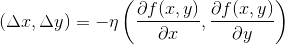 (Δx, Δy) = −η ( ∂f(x, y)/∂x , ∂f(x, y)/∂y )